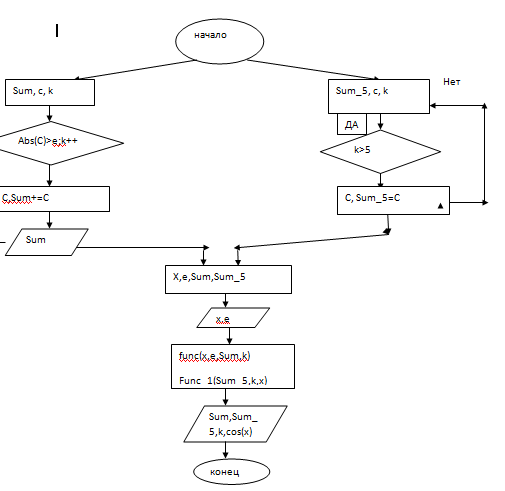 начало
Sum, c, k
Sum_5, c, k
Нет
ДА
Abs(C)>e;k++
k>5
C,Sum+=C
C, Sum_5=C
Sum
X,e,Sum,Sum_5
x,e
func(x,e,Sum,k)
Func_1(Sum_5,k,x)
Sum,Sum_
5,k,cos(x)
конец